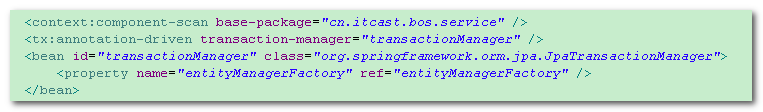 <context:component-scan base-package="cn.itcast.bos.service" />
<tx:annotation-driven transaction-manager="transactionManager" />
<bean id="transactionManager" class="org.springframework.orm.jpa.JpaTransactionManager">
    <property name="entityManagerFactory" ref="entityManagerFactory" />
</bean>